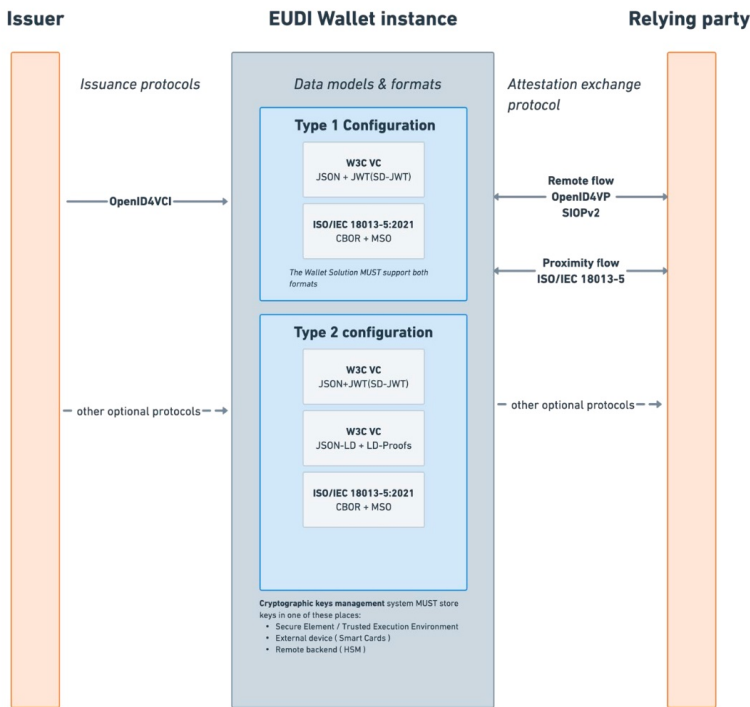 Issuer
EUDI Wallet instance
Relying party
Issuance protocols
Data models & formats
Attestation exchange
protocol
Type 1 Configuration
W3C VC
JSON + JWT(SD-JWT)
ISO/IEC 18013-5:2021
CBOR + MSO
The Wallet Solution MUST support both
formats
OpenID4VCI
Remote flow
OpenID4VP
SIOPv2
Proximity flow
ISO/IEC 18013-5
Type 2 configuration
W3C VC
JSON+JWT(SD-JWT)
W3C VC
JSON-LD + LD-Proofs
ISO/IEC 18013-5:2021
CBOR + MSO
other optional protocols
other optional protocols
Cryptographic keys management system MUST store
keys in one of these places:
• Secure Element / Trusted Execution Environment
• External device ( Smart Cards )
• Remote backend ( HSM )